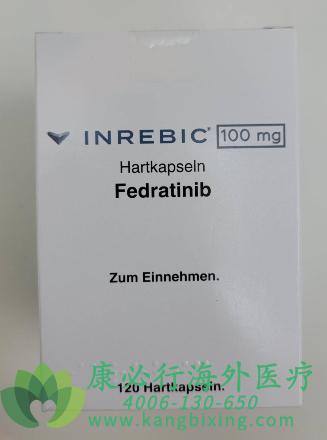 INREBIC® 100 mg
Hartkapseln
Fedratinib
Zum Einnehmen.
康必行海外医疗
120 Hartkapseln.
4006-130-650
www.kangbixing.com